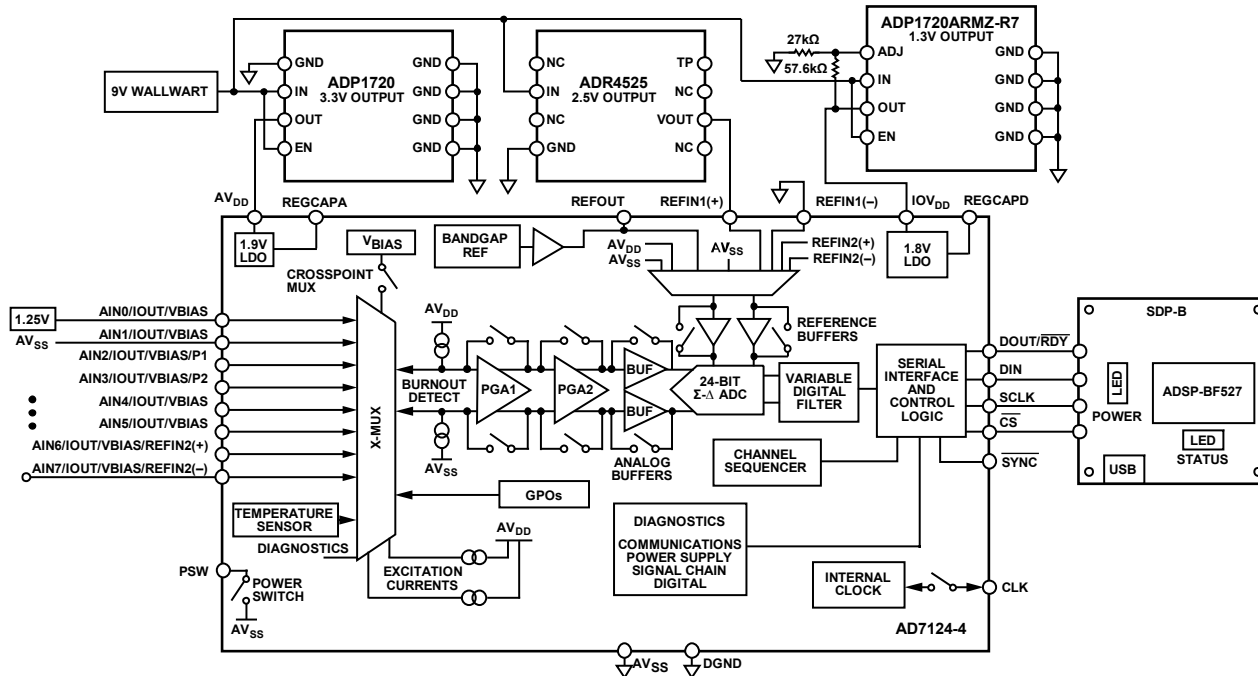 ADP1720
3.3V OUTPUT
GND
IN
OUT
EN
GND
GND
GND
GND
ADR4525
2.5V OUTPUT
NC
IN
NC
GND
TP
NC
VOUT
NC
ADP1720ARMZ-R7
1.3V OUTPUT
27kΩ
57.6kΩ
ADJ
IN
OUT
EN
GND
GND
GND
GND
9V WALLWART
AVDD
REGCAPA
REFOUT
REFIN1(+)
REFIN1(–)
IOVDD
REGCAPD
1.9V
LDO
VBIAS
CROSSPOINT
MUX
BANDGAP
REF
AVDD
AVSS
AVSS
REFIN2(+)
REFIN2(–)
1.8V
LDO
1.25V
AVSS
AIN0/IOUT/VBIAS
AIN1/IOUT/VBIAS
AIN2/IOUT/VBIAS/P1
AIN3/IOUT/VBIAS/P2
AIN4/IOUT/VBIAS
AIN5/IOUT/VBIAS
AIN6/IOUT/VBIAS/REFIN2(+)
AIN7/IOUT/VBIAS/REFIN2(–)
X-MUX
AVDD
BURNOUT
DETECT
AVSS
PGA1
PGA2
BUF
BUF
ANALOG
BUFFERS
REFERENCE
BUFFERS
24-BIT
Σ-Δ ADC
VARIABLE
DIGITAL
FILTER
SERIAL
INTERFACE
AND
CONTROL
LOGIC
DOUT/RDY
DIN
SCLK
CS
SYNC
SDP-B
LED
POWER
ADSP-BF527
LED
STATUS
USB
CHANNEL
SEQUENCER
GPOs
TEMPERATURE
SENSOR
DIAGNOSTICS
AVDD
EXCITATION
CURRENTS
DIAGNOSTICS
COMMUNICATIONS
POWER SUPPLY
SIGNAL CHAIN
DIGITAL
PSW
POWER
SWITCH
AVSS
INTERNAL
CLOCK
CLK
AD7124-4
AVSS
DGND